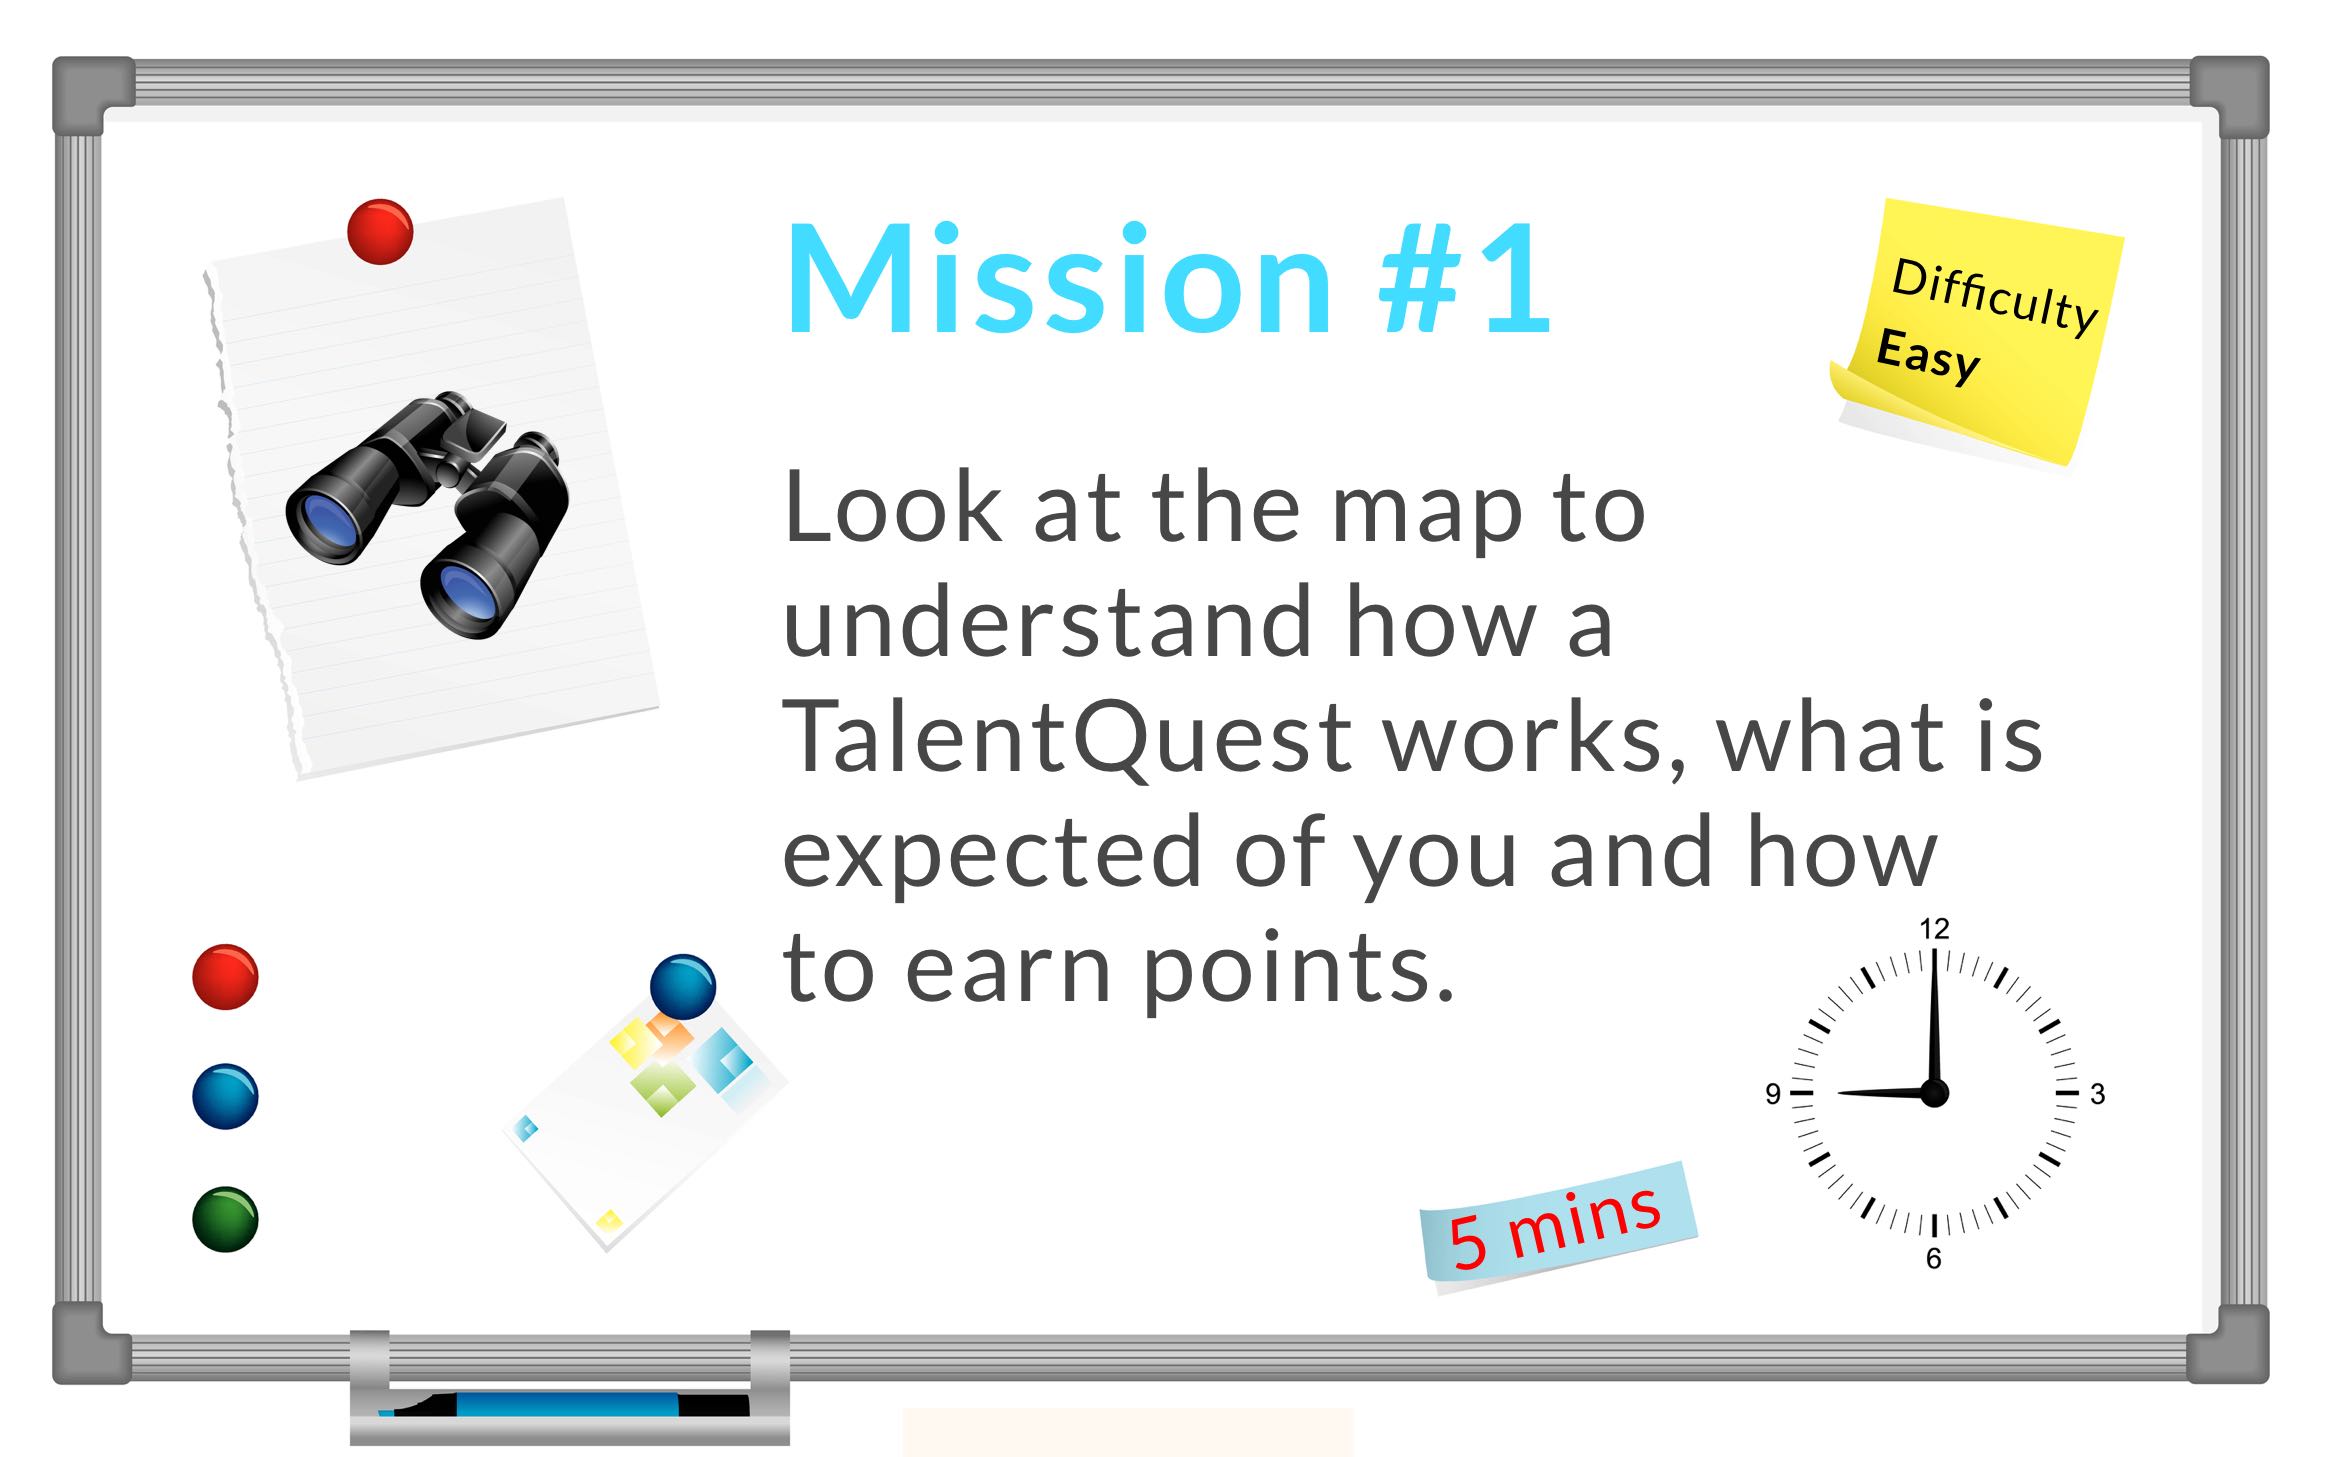 Mission #1
Difficulty
Easy
Look at the map to
understand how a
TalentQuest works, what is
expected of you and how
to earn points.
12
9
3
6
5 mins